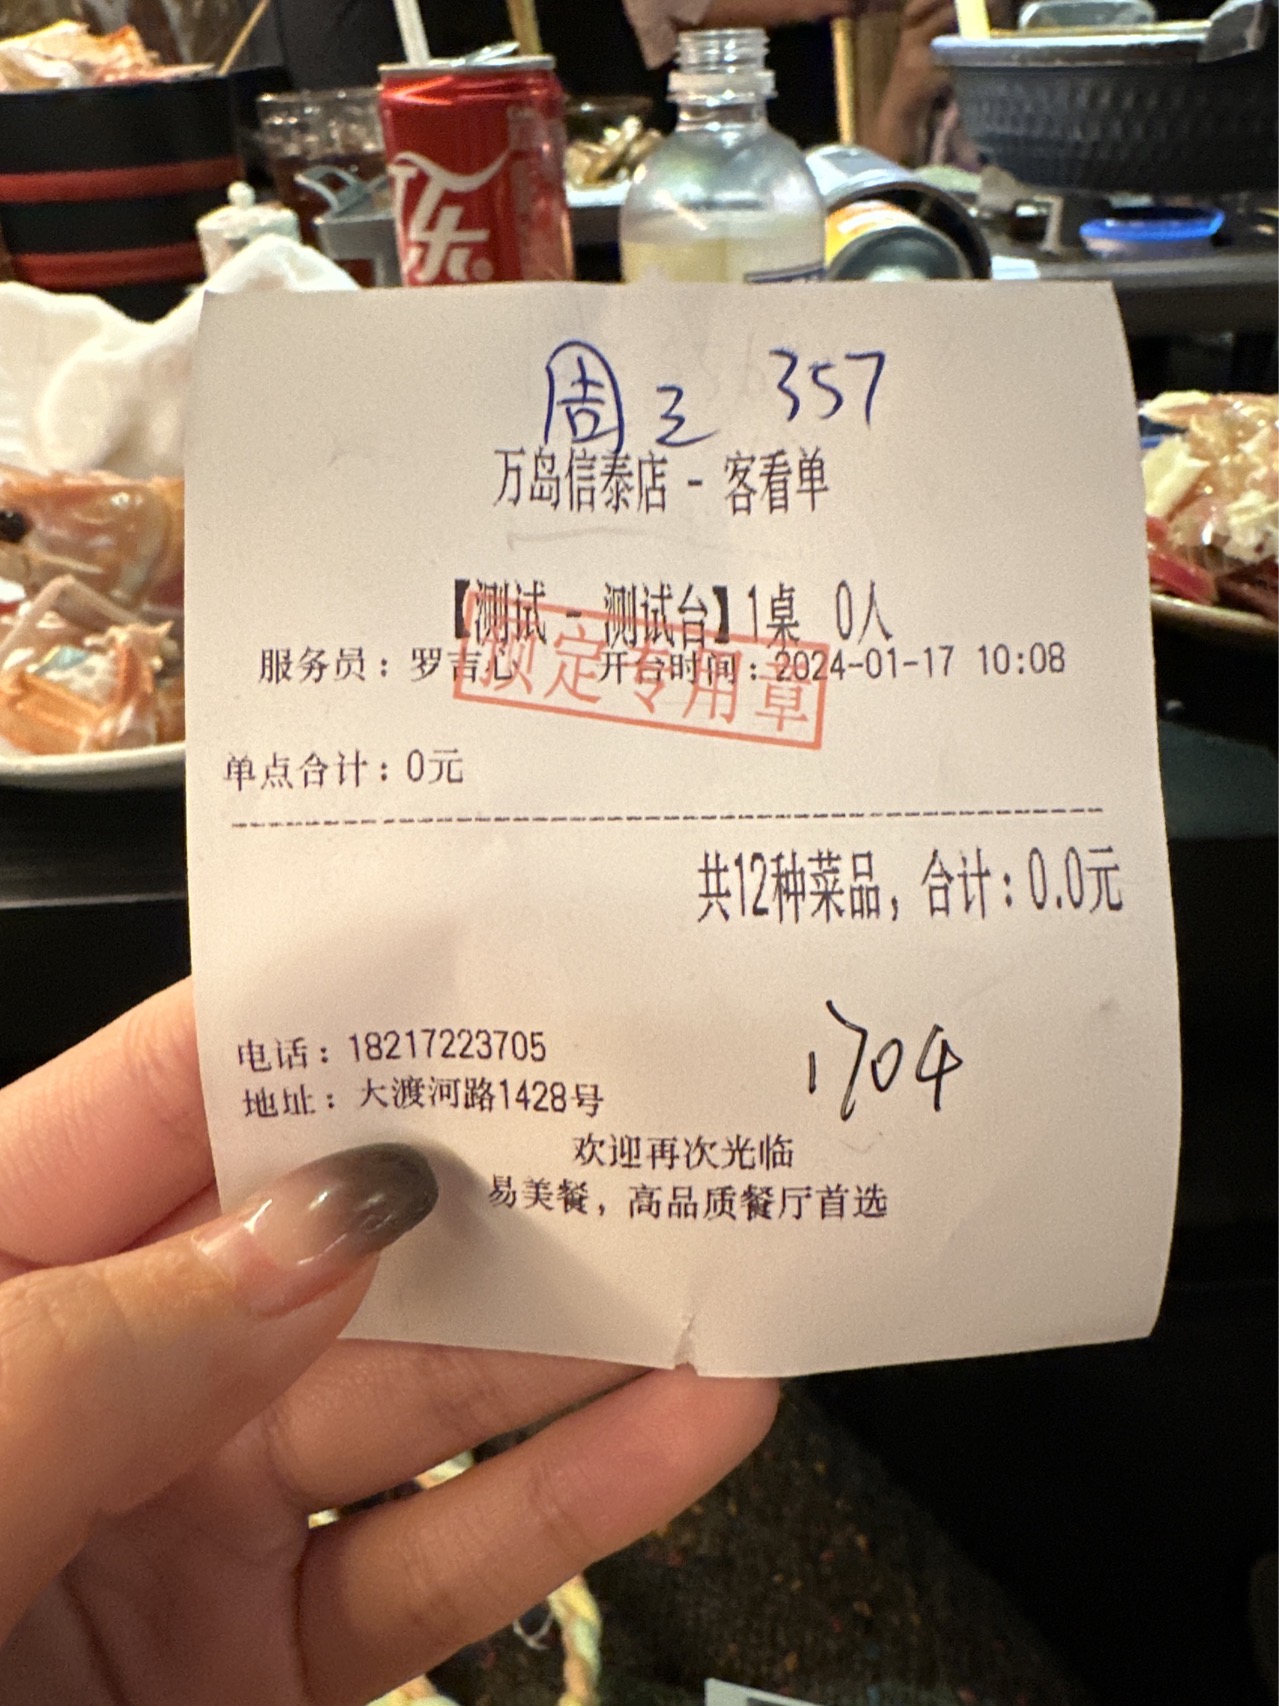 乐
周三 357
万岛信泰店 - 客看单
【测试 - 测试台】1桌 0人
服务员：罗言心 开台时间：2024-01-17 10:08
锁定专用章
单点合计：0元
共12种菜品，合计：0.0元
1704
电话：18217223705
地址：大渡河路1428号
欢迎再次光临
易美餐，高品质餐厅首选